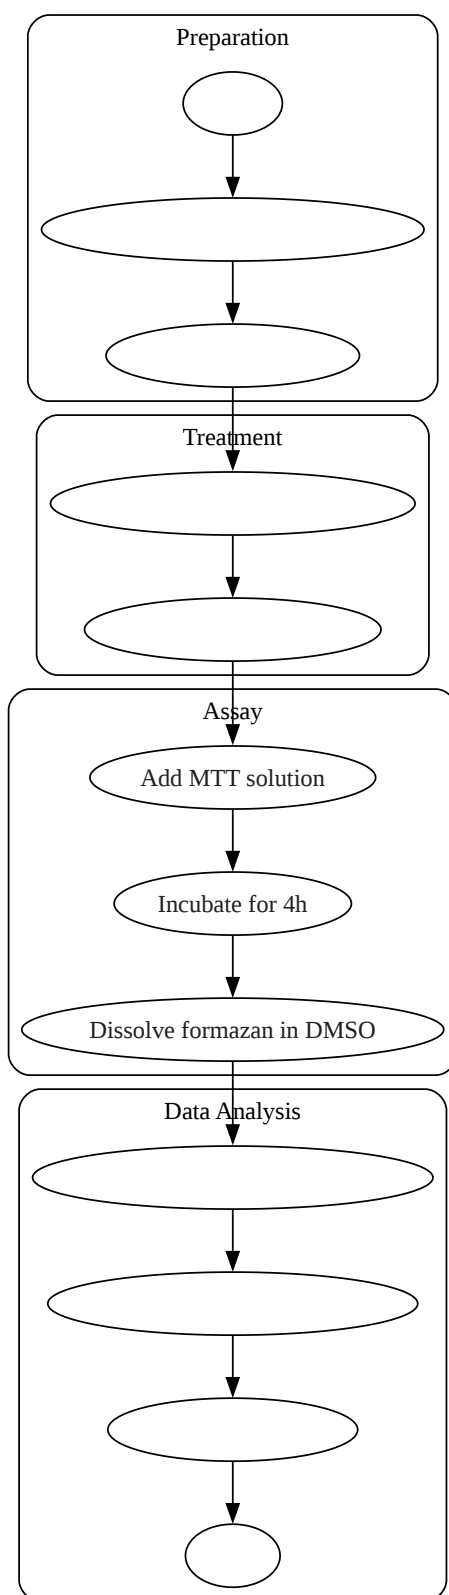 Preparation
Treatment
Assay
Add MTT solution
Incubate for 4h
Dissolve formazan in DMSO
Data Analysis